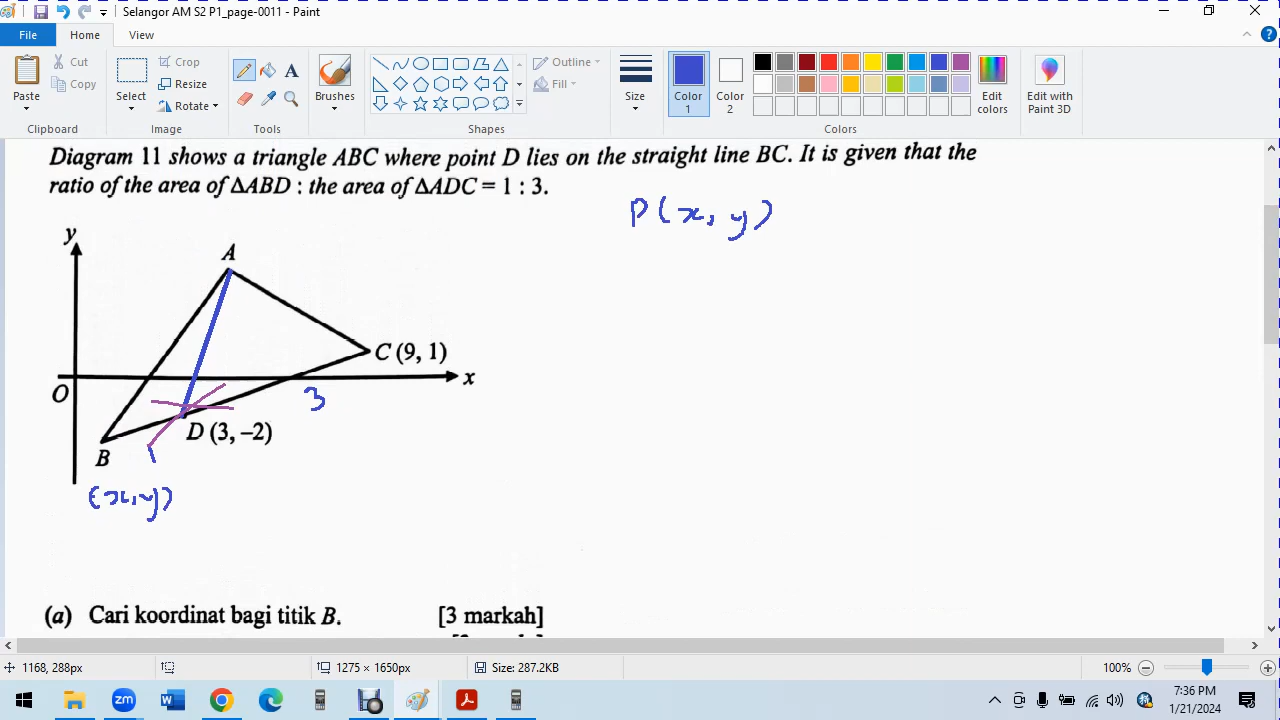 Selangor AM S2 P1_page-0011 - Paint
File Home View
Paste Cut Copy Clipboard
Select Crop Resize Rotate Image
A Tools
Brushes
Outline Fill Shapes
Size
Color 1 Color 2 Edit colors Colors
Edit with Paint 3D
Diagram 11 shows a triangle ABC where point D lies on the straight line BC. It is given that the
ratio of the area of ΔABD : the area of ΔADC = 1 : 3.
P(x, y)
y
A
C (9, 1)
x
O
3
D (3, –2)
B
1
(x, y)
(a) Cari koordinat bagi titik B. [3 markah]
1168, 288px 1275 × 1650px Size: 287.2KB 100%
zm W A
7:36 PM
1/21/2024